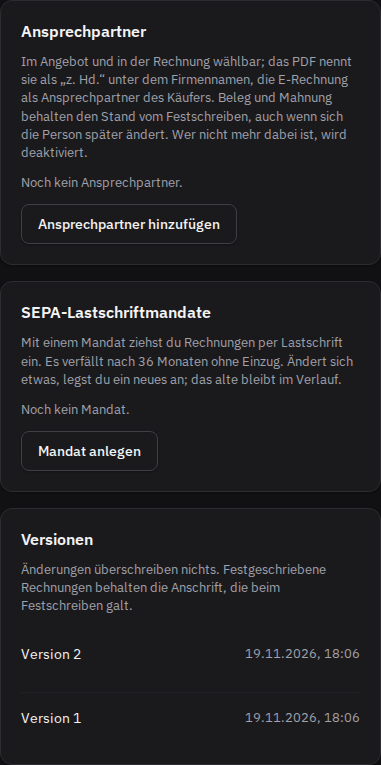 Ansprechpartner
Im Angebot und in der Rechnung wählbar; das PDF nennt
sie als „z. Hd.“ unter dem Firmennamen, die E-Rechnung
als Ansprechpartner des Käufers. Beleg und Mahnung
behalten den Stand vom Festschreiben, auch wenn sich
die Person später ändert. Wer nicht mehr dabei ist, wird
deaktiviert.
Noch kein Ansprechpartner.
Ansprechpartner hinzufügen
SEPA-Lastschriftmandate
Mit einem Mandat ziehst du Rechnungen per Lastschrift
ein. Es verfällt nach 36 Monaten ohne Einzug. Ändert sich
etwas, legst du ein neues an; das alte bleibt im Verlauf.
Noch kein Mandat.
Mandat anlegen
Versionen
Änderungen überschreiben nichts. Festgeschriebene
Rechnungen behalten die Anschrift, die beim
Festschreiben galt.
Version 2 19.11.2026, 18:06
Version 1 19.11.2026, 18:06